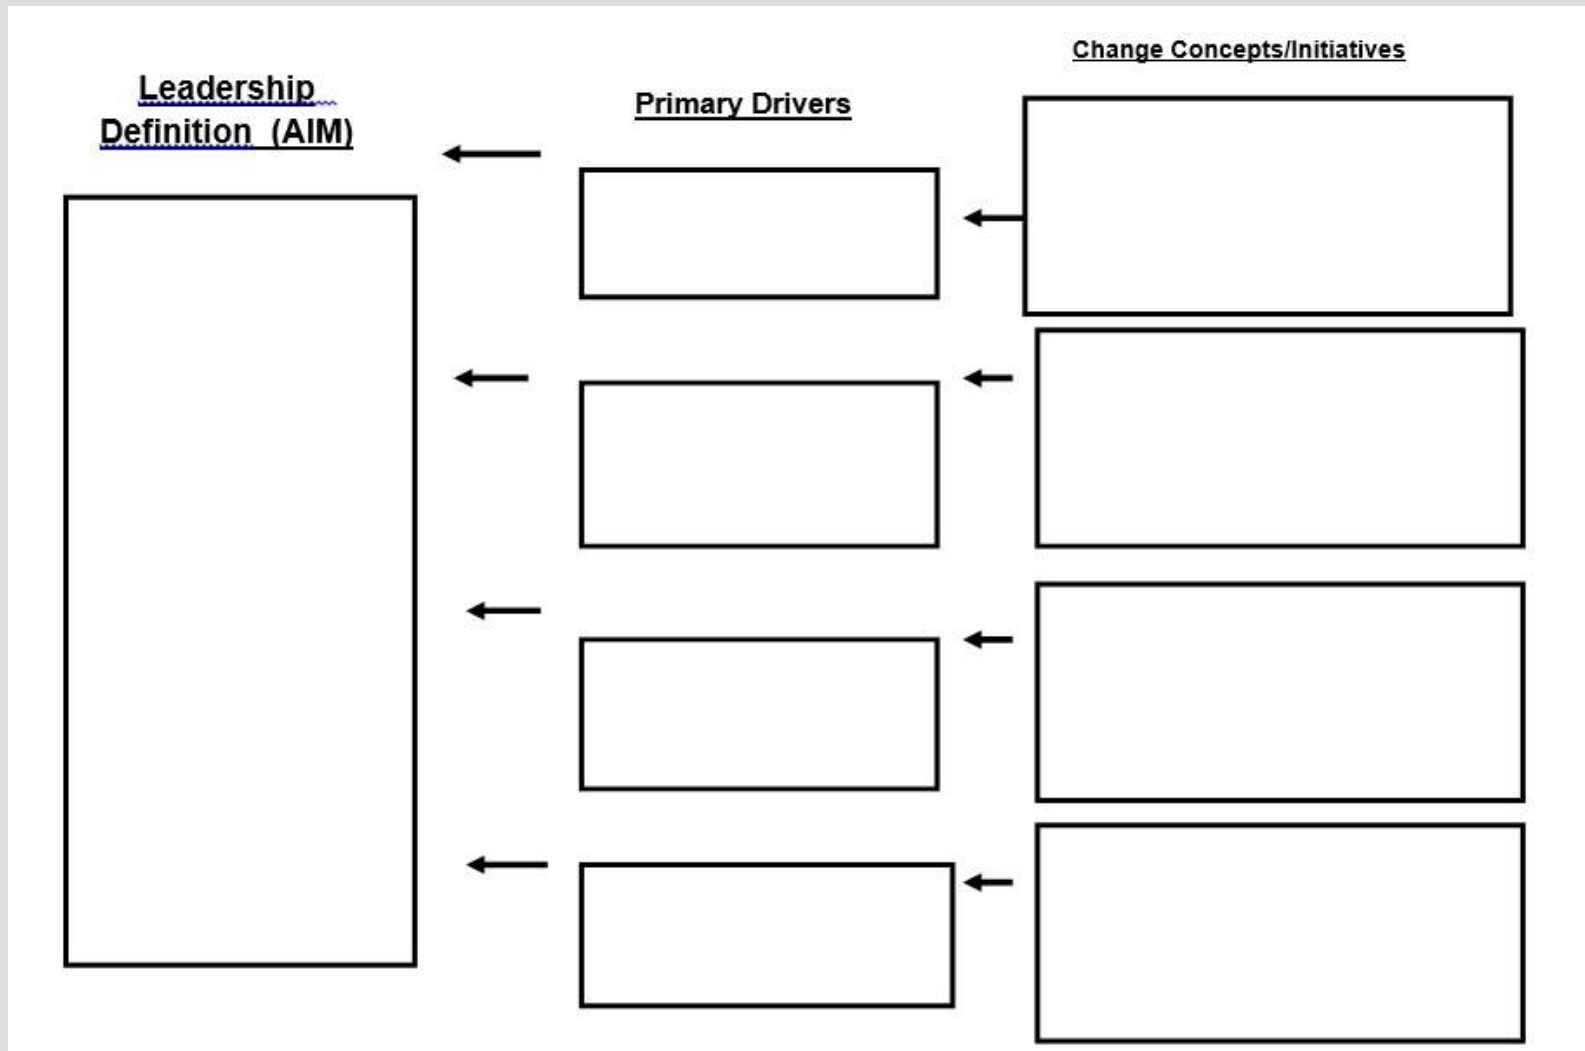 Leadership
Definition  (AIM)
Primary Drivers
Change Concepts/Initiatives